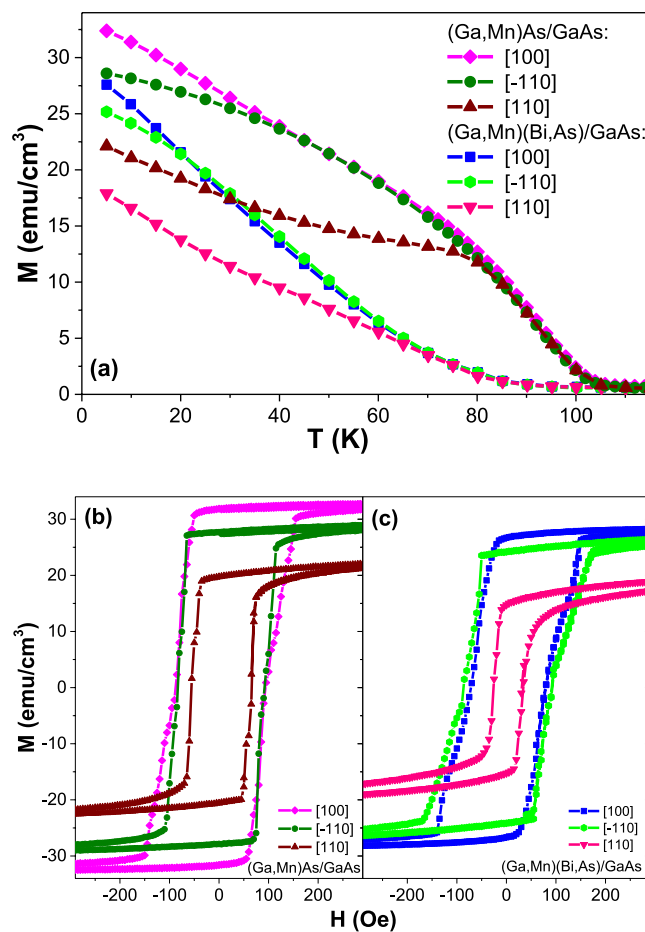 (Ga,Mn)As/GaAs:
[100]
[-110]
[110]
(Ga,Mn)(Bi,As)/GaAs:
[100]
[-110]
[110]
30
25
20
15
10
5
0
M (emu/cm³)
(a)
0 20 40 60 80 100
T (K)
(b)
(c)
30
20
10
0
-10
-20
-30
M (emu/cm³)
[100]
[-110]
[110]
(Ga,Mn)As/GaAs
[100]
[-110]
[110]
(Ga,Mn)(Bi,As)/GaAs
-200 -100 0 100 200
-200 -100 0 100 200
H (Oe)